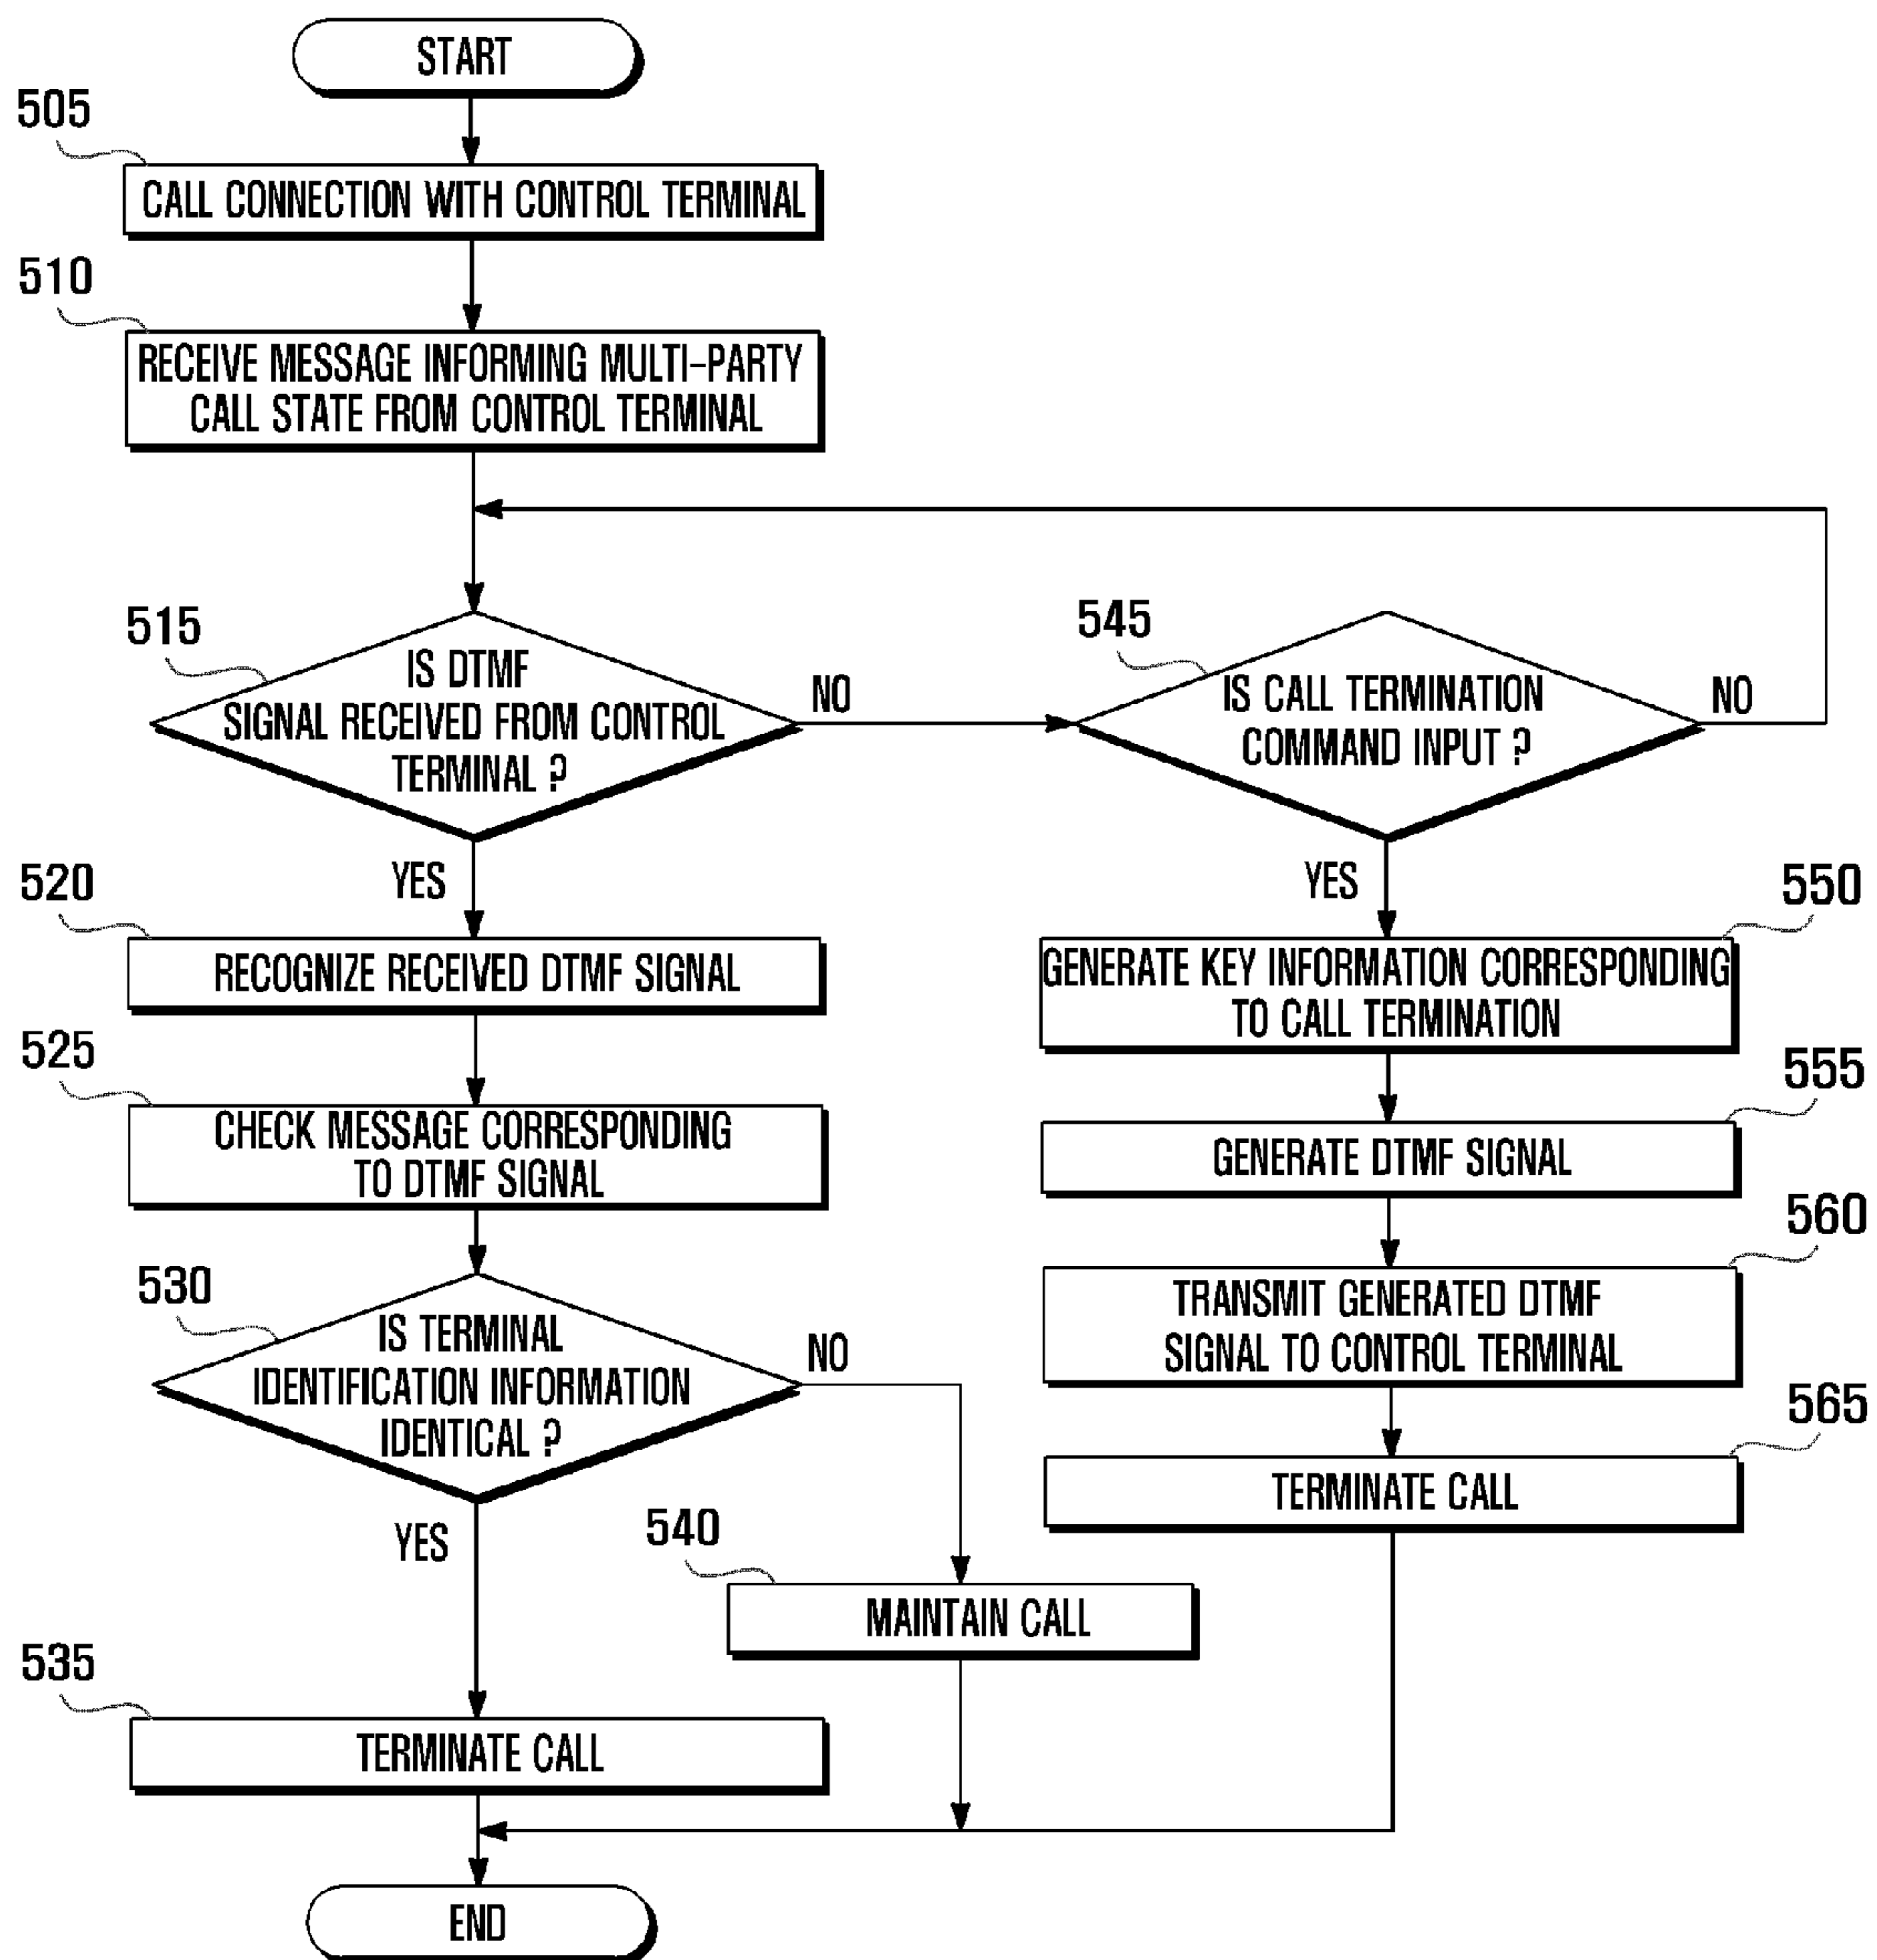 START
505
CALL CONNECTION WITH CONTROL TERMINAL
510
RECEIVE MESSAGE INFORMING MULTI-PARTY
CALL STATE FROM CONTROL TERMINAL
515
IS DTMF
SIGNAL RECEIVED FROM CONTROL
TERMINAL ?
NO
YES
545
IS CALL TERMINATION
COMMAND INPUT ?
NO
YES
520
RECOGNIZE RECEIVED DTMF SIGNAL
525
CHECK MESSAGE CORRESPONDING
TO DTMF SIGNAL
530
IS TERMINAL
IDENTIFICATION INFORMATION
IDENTICAL ?
NO
YES
540
MAINTAIN CALL
535
TERMINATE CALL
550
GENERATE KEY INFORMATION CORRESPONDING
TO CALL TERMINATION
555
GENERATE DTMF SIGNAL
560
TRANSMIT GENERATED DTMF
SIGNAL TO CONTROL TERMINAL
565
TERMINATE CALL
END